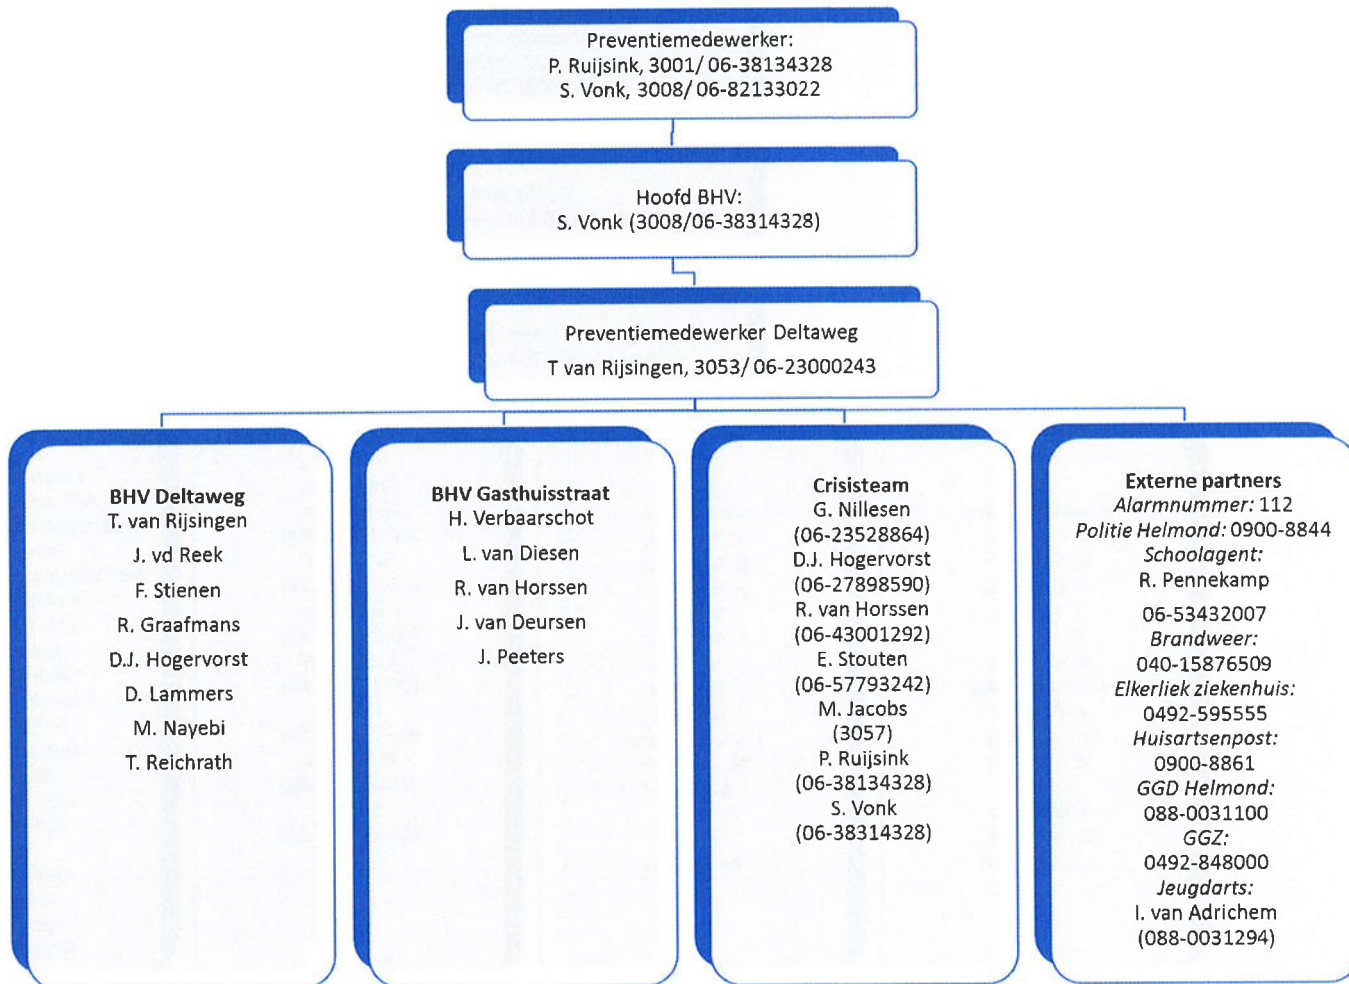 Preventiemedewerker:
P. Ruijsink, 3001/ 06-38134328
S. Vonk, 3008/ 06-82133022
Hoofd BHV:
S. Vonk (3008/06-38314328)
Preventiemedewerker Deltaweg
T van Rijsingen, 3053/ 06-23000243
BHV Deltaweg
T. van Rijsingen
J. vd Reek
F. Stienen
R. Graafmans
D.J. Hogervorst
D. Lammers
M. Nayebi
T. Reichrath
BHV Gasthuisstraat
H. Verbaarschot
L. van Diesen
R. van Horssen
J. van Deursen
J. Peeters
Crisisteam
G. Nillesen
(06-23528864)
D.J. Hogervorst
(06-27898590)
R. van Horssen
(06-43001292)
E. Stouten
(06-57793242)
M. Jacobs
(3057)
P. Ruijsink
(06-38134328)
S. Vonk
(06-38314328)
Externe partners
Alarmnummer: 112
Politie Helmond: 0900-8844
Schoolagent:
R. Pennekamp
06-53432007
Brandweer:
040-15876509
Elkerliek ziekenhuis:
0492-595555
Huisartsenpost:
0900-8861
GGD Helmond:
088-0031100
GGZ:
0492-848000
Jeugdarts:
I. van Adrichem
(088-0031294)